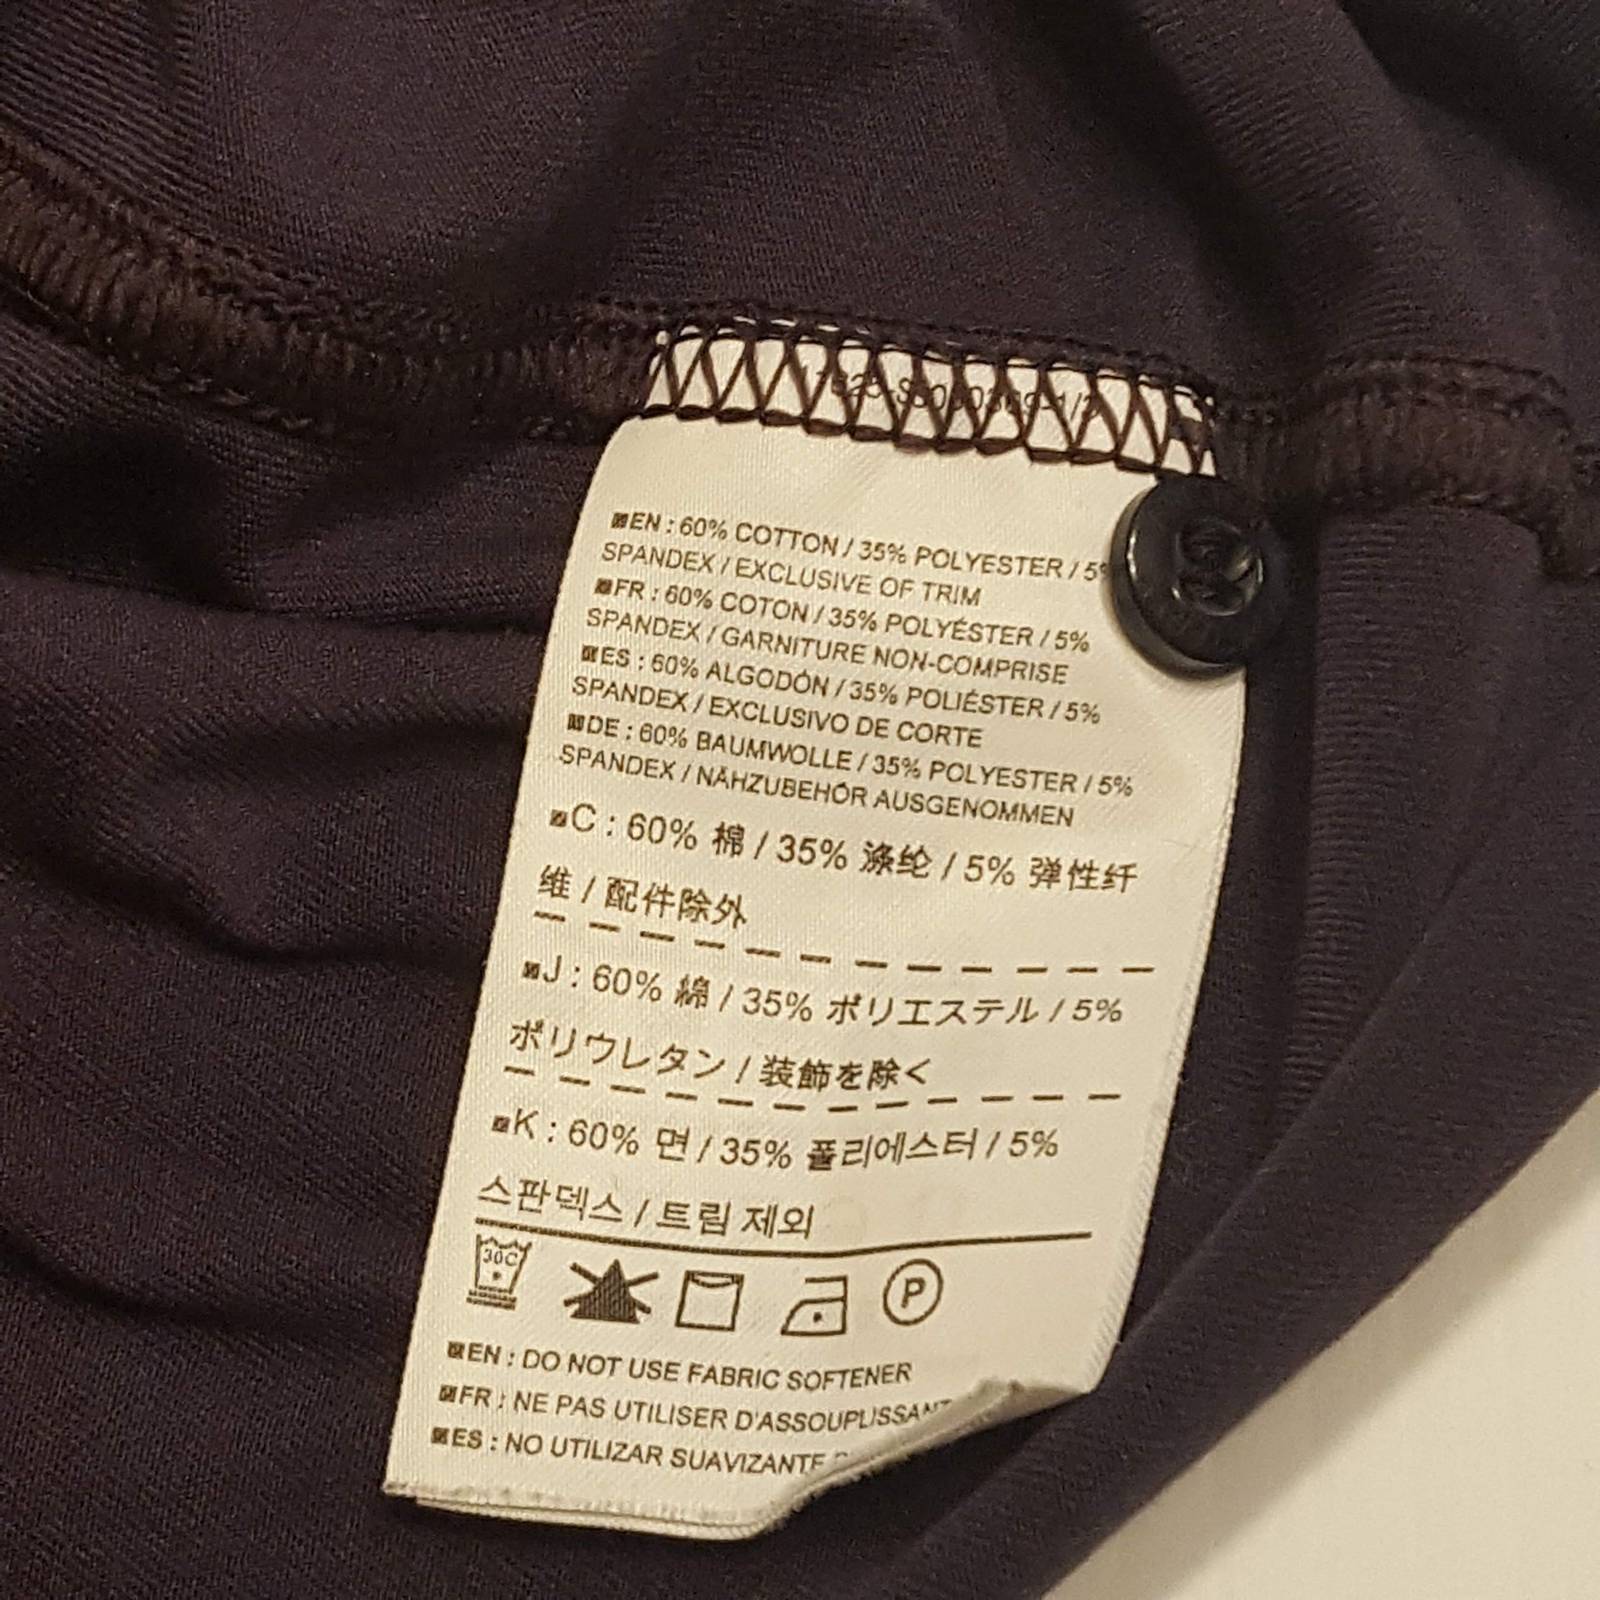 EN : 60% COTTON / 35% POLYESTER / 5%
SPANDEX / EXCLUSIVE OF TRIM
FR : 60% COTON / 35% POLYÉSTER / 5%
SPANDEX / GARNITURE NON-COMPRISE
ES : 60% ALGODÓN / 35% POLIÉSTER / 5%
SPANDEX / EXCLUSIVO DE CORTE
DE : 60% BAUMWOLLE / 35% POLYESTER / 5%
SPANDEX / NÄHZUBEHÖR AUSGENOMMEN
C : 60% 棉 / 35% 涤纶 / 5% 弹性纤
维 / 配件除外
J : 60% 綿 / 35% ポリエステル / 5%
ポリウレタン / 装飾を除く
K : 60% 면 / 35% 폴리에스터 / 5%
스판덱스 / 트림 제외
30C
P
EN : DO NOT USE FABRIC SOFTENER
FR : NE PAS UTILISER D'ASSOUPLISSANT
ES : NO UTILIZAR SUAVIZANTE